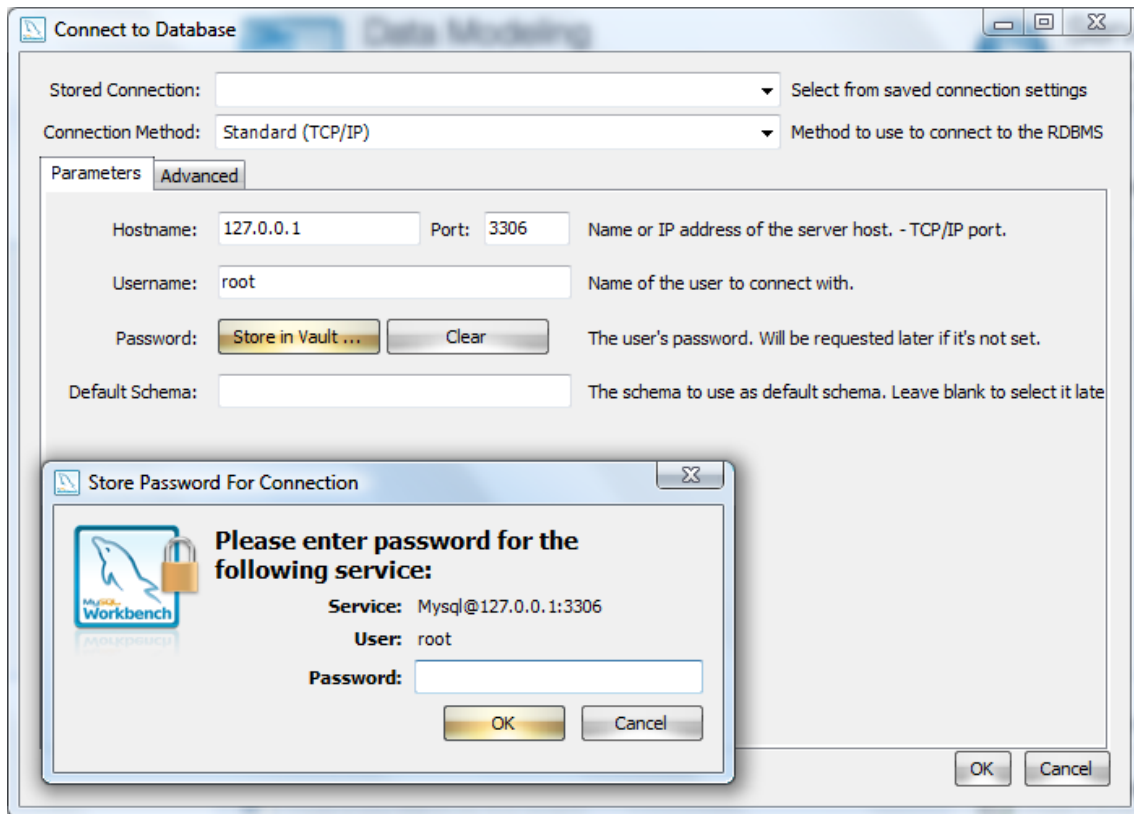 Connect to Database
Data Modeling
Stored Connection:
Select from saved connection settings
Connection Method: Standard (TCP/IP)
Method to use to connect to the RDBMS
Parameters Advanced
Hostname: 127.0.0.1 Port: 3306 Name or IP address of the server host. - TCP/IP port.
Username: root Name of the user to connect with.
Password: Store in Vault ... Clear The user's password. Will be requested later if it's not set.
Default Schema: The schema to use as default schema. Leave blank to select it late
Store Password For Connection
Please enter password for the
following service:
Service: Mysql@127.0.0.1:3306
User: root
Password:
OK Cancel
MySQL
Workbench
OK Cancel